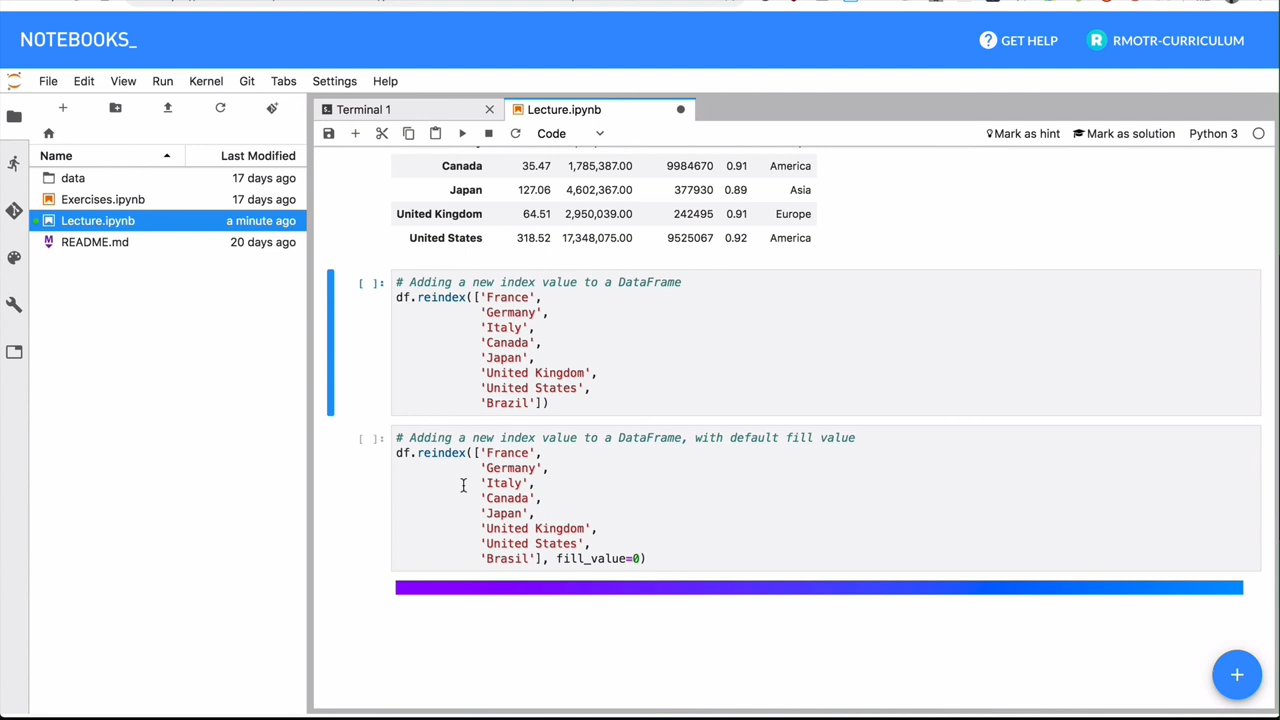 NOTEBOOKS_
? GET HELP
R RMOTR-CURRICULUM
File Edit View Run Kernel Git Tabs Settings Help
Terminal 1
Lecture.ipynb
Code
Mark as hint
Mark as solution
Python 3
Name Last Modified
data 17 days ago
Exercises.ipynb 17 days ago
Lecture.ipynb a minute ago
README.md 20 days ago
Canada 35.47 1,785,387.00 9984670 0.91 America
Japan 127.06 4,602,367.00 377930 0.89 Asia
United Kingdom 64.51 2,950,039.00 242495 0.91 Europe
United States 318.52 17,348,075.00 9525067 0.92 America
[ ]: # Adding a new index value to a DataFrame
df.reindex(['France',
'Germany',
'Italy',
'Canada',
'Japan',
'United Kingdom',
'United States',
'Brazil'])
[ ]: # Adding a new index value to a DataFrame, with default fill value
df.reindex(['France',
'Germany',
'Italy',
'Canada',
'Japan',
'United Kingdom',
'United States',
'Brasil'], fill_value=0)